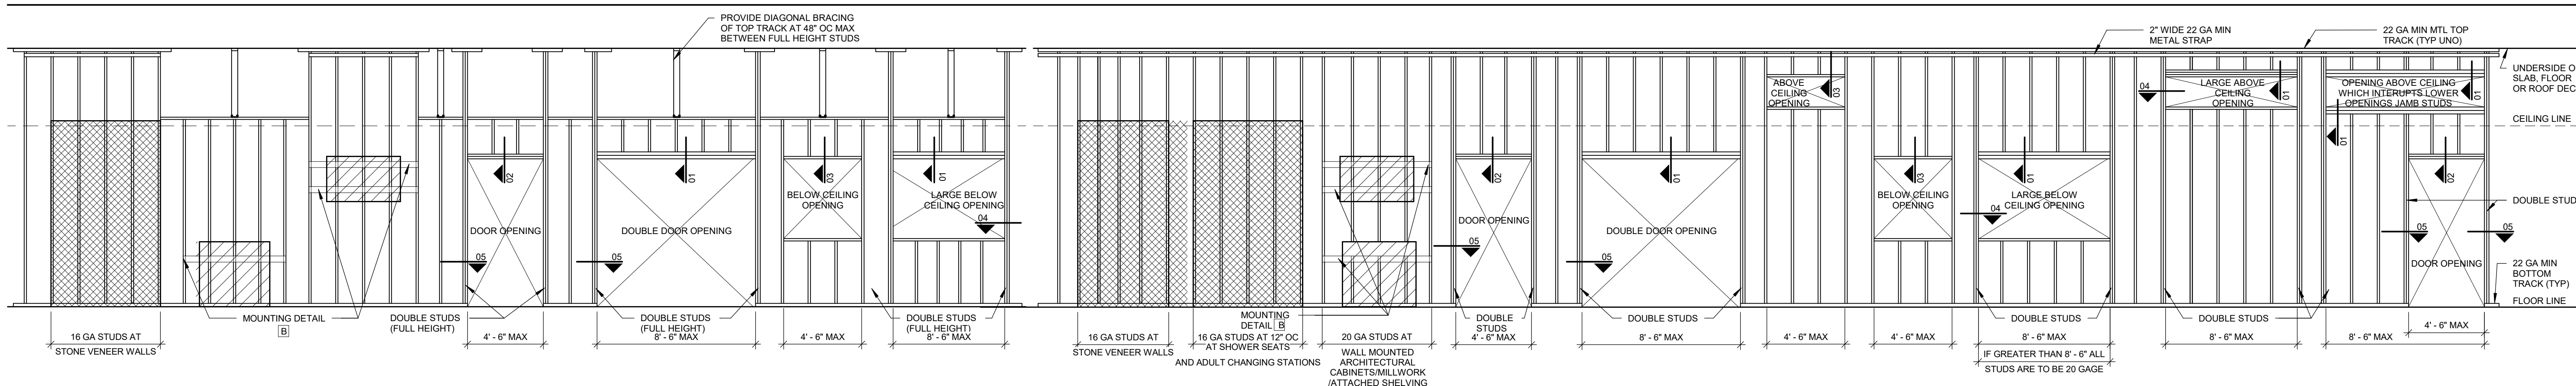 PROVIDE DIAGONAL BRACING
OF TOP TRACK AT 48" OC MAX
BETWEEN FULL HEIGHT STUDS
2" WIDE 22 GA MIN
METAL STRAP
22 GA MIN MTL TOP
TRACK (TYP UNO)
UNDERSIDE O
SLAB, FLOOR
OR ROOF DEC
CEILING LINE
DOUBLE STUD
22 GA MIN
BOTTOM
TRACK (TYP)
FLOOR LINE
02
DOOR OPENING
05
01
DOUBLE DOOR OPENING
05
03
BELOW CEILING
OPENING
01
LARGE BELOW
CEILING OPENING
04
02
DOOR OPENING
05
01
DOUBLE DOOR OPENING
05
03
ABOVE
CEILING
OPENING
03
BELOW CEILING
OPENING
01
LARGE BELOW
CEILING OPENING
04
04
LARGE ABOVE
CEILING
OPENING
01
OPENING ABOVE CEILING
WHICH INTERUPTS LOWER
OPENINGS JAMB STUDS
01
01
02
05
05
DOOR OPENING
MOUNTING DETAIL
B
DOUBLE STUDS
(FULL HEIGHT)
DOUBLE STUDS
(FULL HEIGHT)
DOUBLE STUDS
(FULL HEIGHT)
16 GA STUDS AT
STONE VENEER WALLS
4' - 6" MAX
8' - 6" MAX
4' - 6" MAX
8' - 6" MAX
MOUNTING
DETAIL B
DOUBLE
STUDS
DOUBLE STUDS
DOUBLE STUDS
DOUBLE STUDS
16 GA STUDS AT
STONE VENEER WALLS
16 GA STUDS AT 12" OC
AT SHOWER SEATS
AND ADULT CHANGING STATIONS
20 GA STUDS AT
WALL MOUNTED
ARCHITECTURAL
CABINETS/MILLWORK
/ATTACHED SHELVING
4' - 6" MAX
8' - 6" MAX
4' - 6" MAX
4' - 6" MAX
8' - 6" MAX
IF GREATER THAN 8' - 6" ALL
STUDS ARE TO BE 20 GAGE
8' - 6" MAX
8' - 6" MAX
4' - 6" MAX